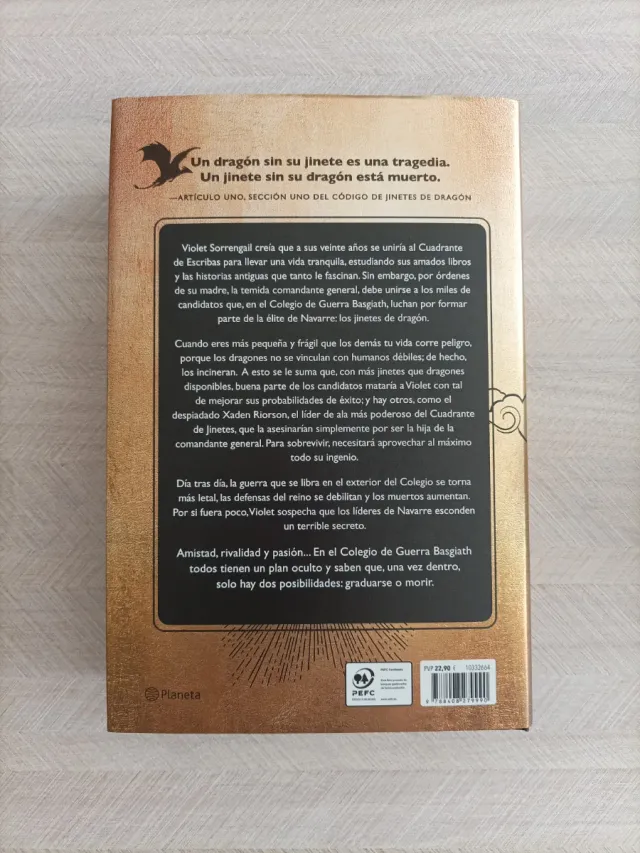 Un dragón sin su jinete es una tragedia.
Un jinete sin su dragón está muerto.
—ARTÍCULO UNO, SECCIÓN UNO DEL CÓDIGO DE JINETES DE DRAGÓN
Violet Sorrengail creía que a sus veinte años se uniría al Cuadrante
de Escribas para llevar una vida tranquila, estudiando sus amados libros
y las historias antiguas que tanto le fascinan. Sin embargo, por órdenes
de su madre, la temida comandante general, debe unirse a los miles de
candidatos que, en el Colegio de Guerra Basgiath, luchan por formar
parte de la élite de Navarre: los jinetes de dragón.
Cuando eres más pequeña y frágil que los demás tu vida corre peligro,
porque los dragones no se vinculan con humanos débiles; de hecho,
los incineran. A esto se le suma que, con más jinetes que dragones
disponibles, buena parte de los candidatos mataría a Violet con tal
de mejorar sus probabilidades de éxito; y hay otros, como el
despiadado Xaden Riorson, el líder de ala más poderoso del Cuadrante
de Jinetes, que la asesinarían simplemente por ser la hija de la
comandante general. Para sobrevivir, necesitará aprovechar al máximo
todo su ingenio.
Día tras día, la guerra que se libra en el exterior del Colegio se torna
más letal, las defensas del reino se debilitan y los muertos aumentan.
Por si fuera poco, Violet sospecha que los líderes de Navarre esconden
un terrible secreto.
Amistad, rivalidad y pasión... En el Colegio de Guerra Basgiath
todos tienen un plan oculto y saben que, una vez dentro,
solo hay dos posibilidades: graduarse o morir.
Planeta
PEFC
PVP 22,90 € 10332664
9 788408 279990